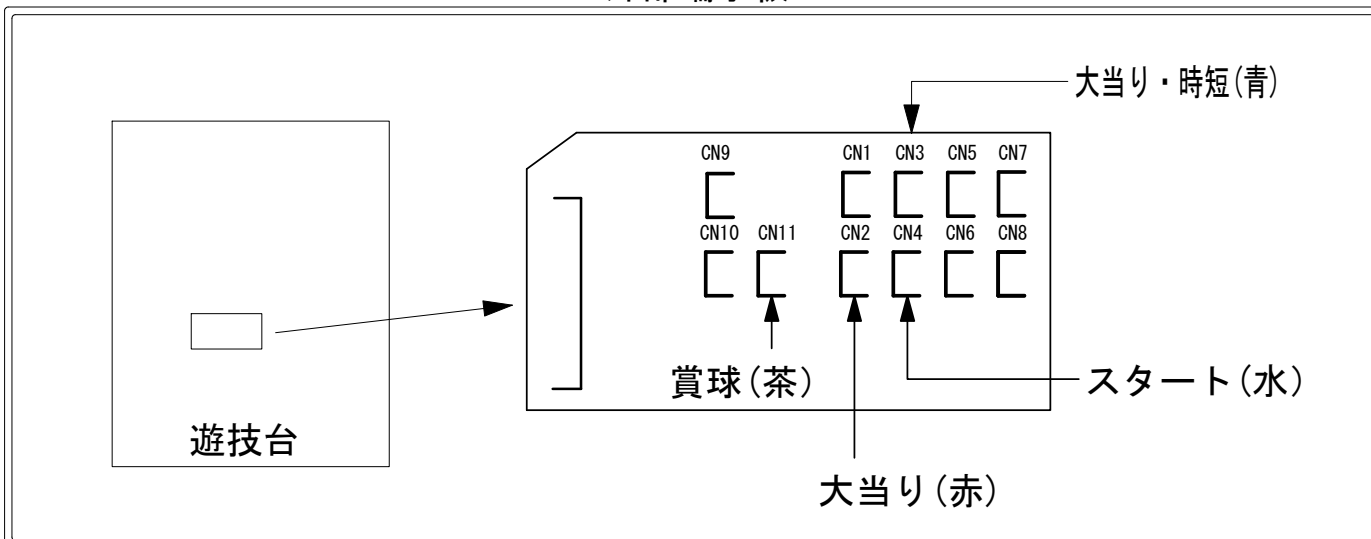 大当り・時短(青)
CN9 CN1 CN3 CN5 CN7
CN10 CN11 CN2 CN4 CN6 CN8
賞球(茶)
スタート(水)
遊技台
大当り(赤)